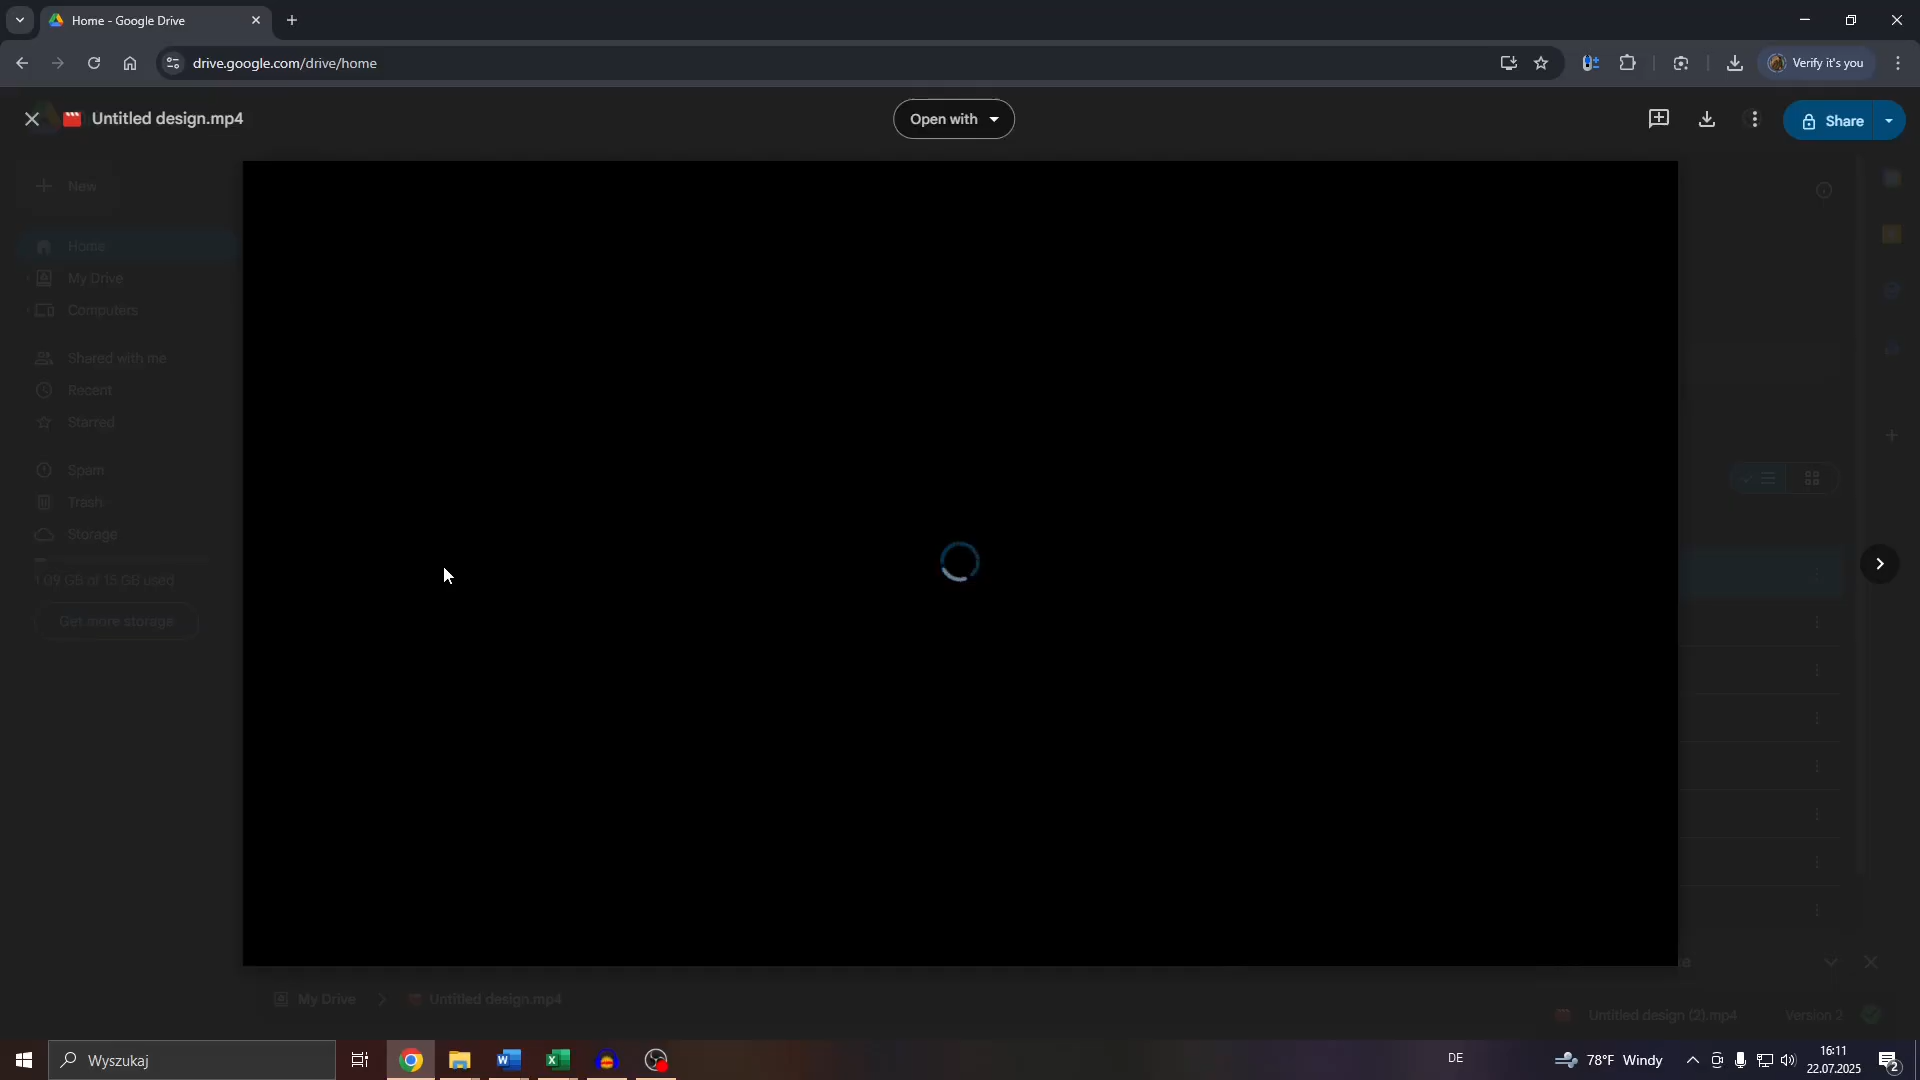 Home - Google Drive
drive.google.com/drive/home
Verify it's you
Untitled design.mp4
Open with
Share
New
Home
My Drive
Computers
Shared with me
Recent
Starred
Spam
Trash
Storage
1.09 GB of 15 GB used
Get more storage
My Drive
Untitled design.mp4
Untitled design (2).mp4
Version 2
Wyszukaj
DE
78°F Windy
16:11
22.07.2025
2